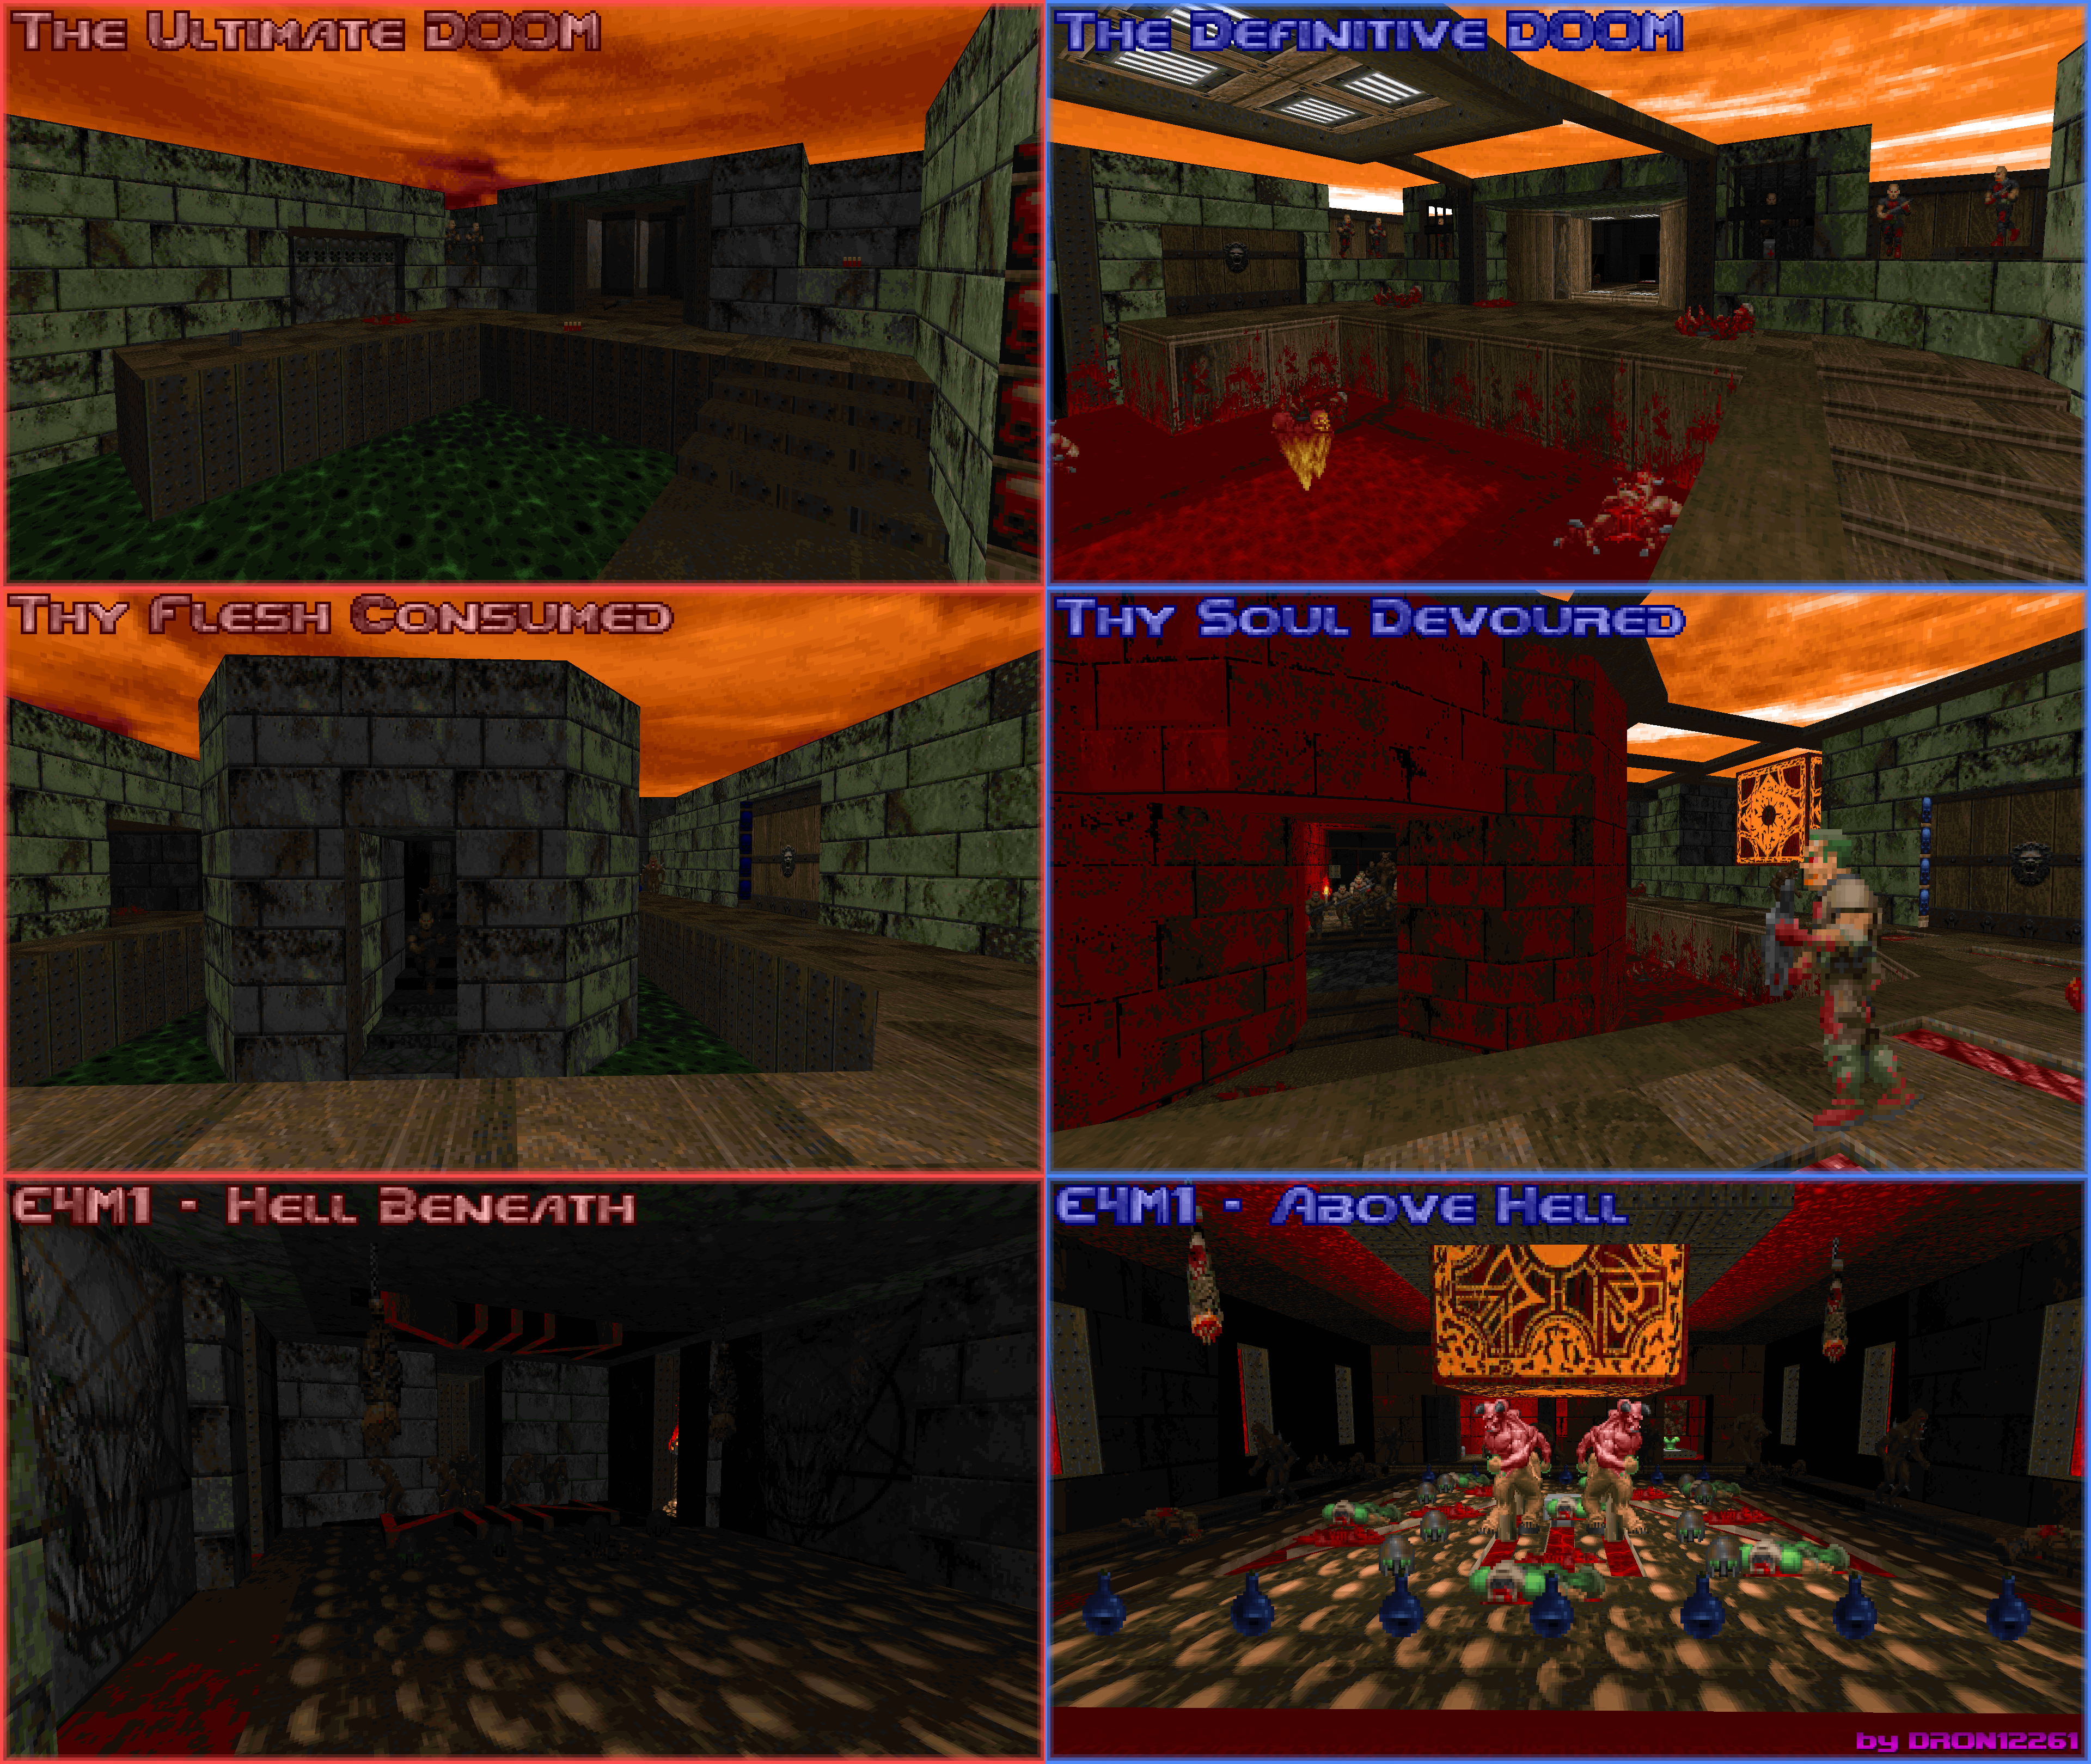 The Ultimate DOOM
The Definitive DOOM
Thy Flesh Consumed
Thy Soul Devoured
E4M1 - Hell Beneath
E4M1 - Above Hell
by DRON12261